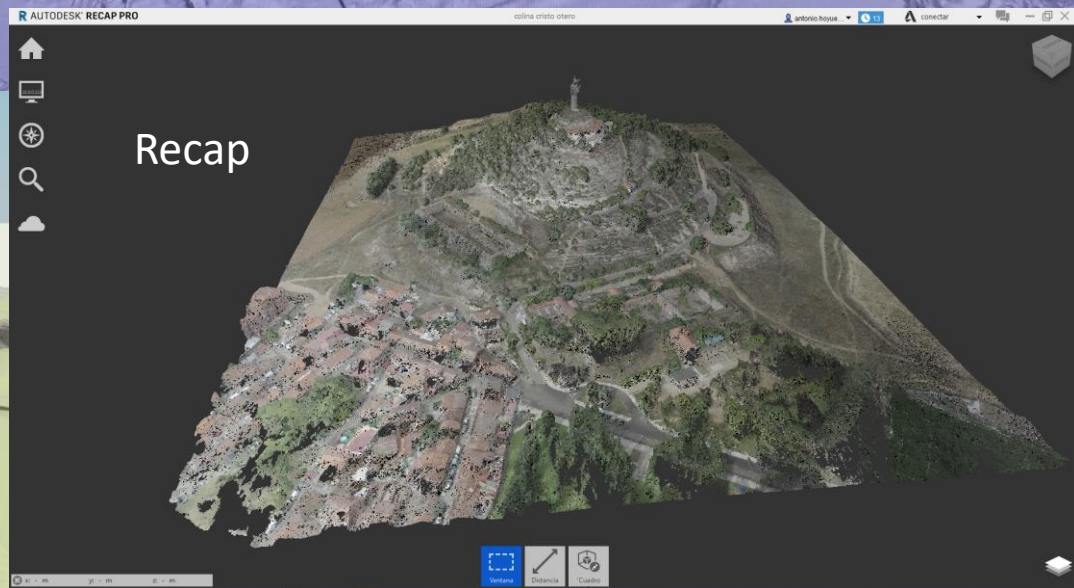 R AUTODESK® RECAP PRO
colina cristo otero
antonio hoyue...
13
conectar
Recap
Ventana
Distancia
Cuadro
x: - m y: - m z: - m